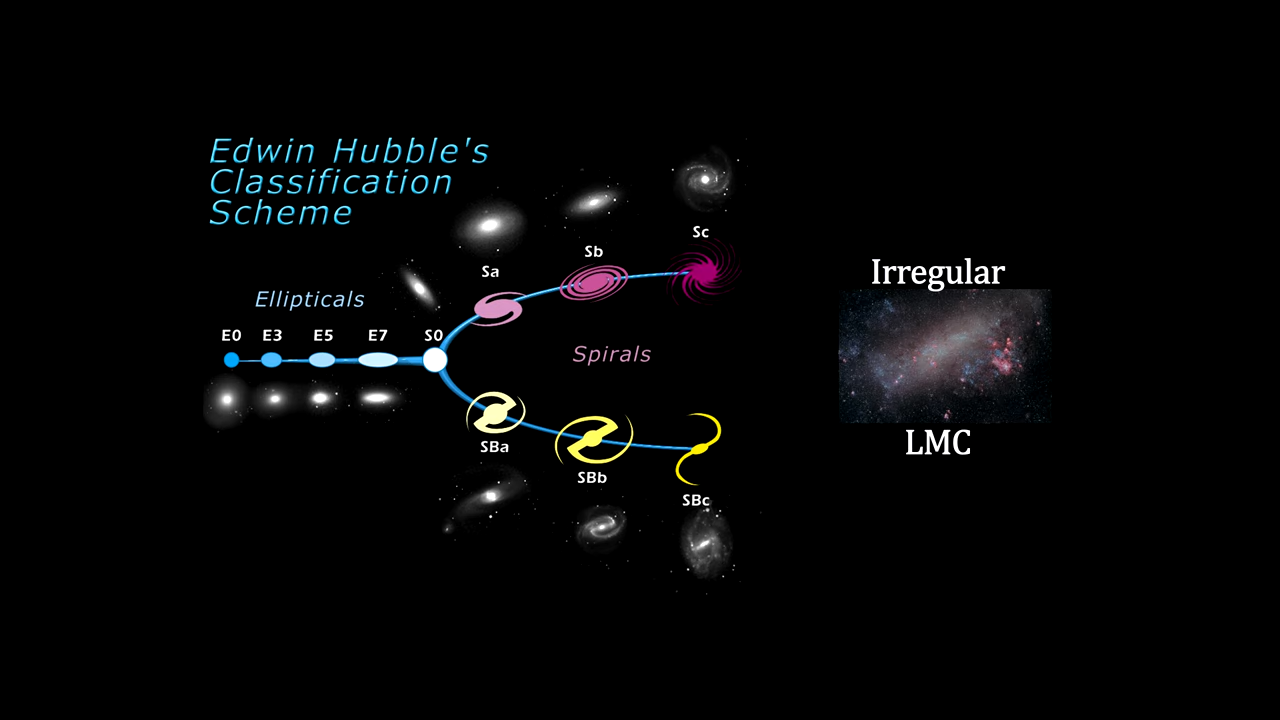 Edwin Hubble's
Classification
Scheme
Ellipticals
E0 E3 E5 E7 S0
Sa
Sb
Sc
Spirals
SBa
SBb
SBc
Irregular
LMC